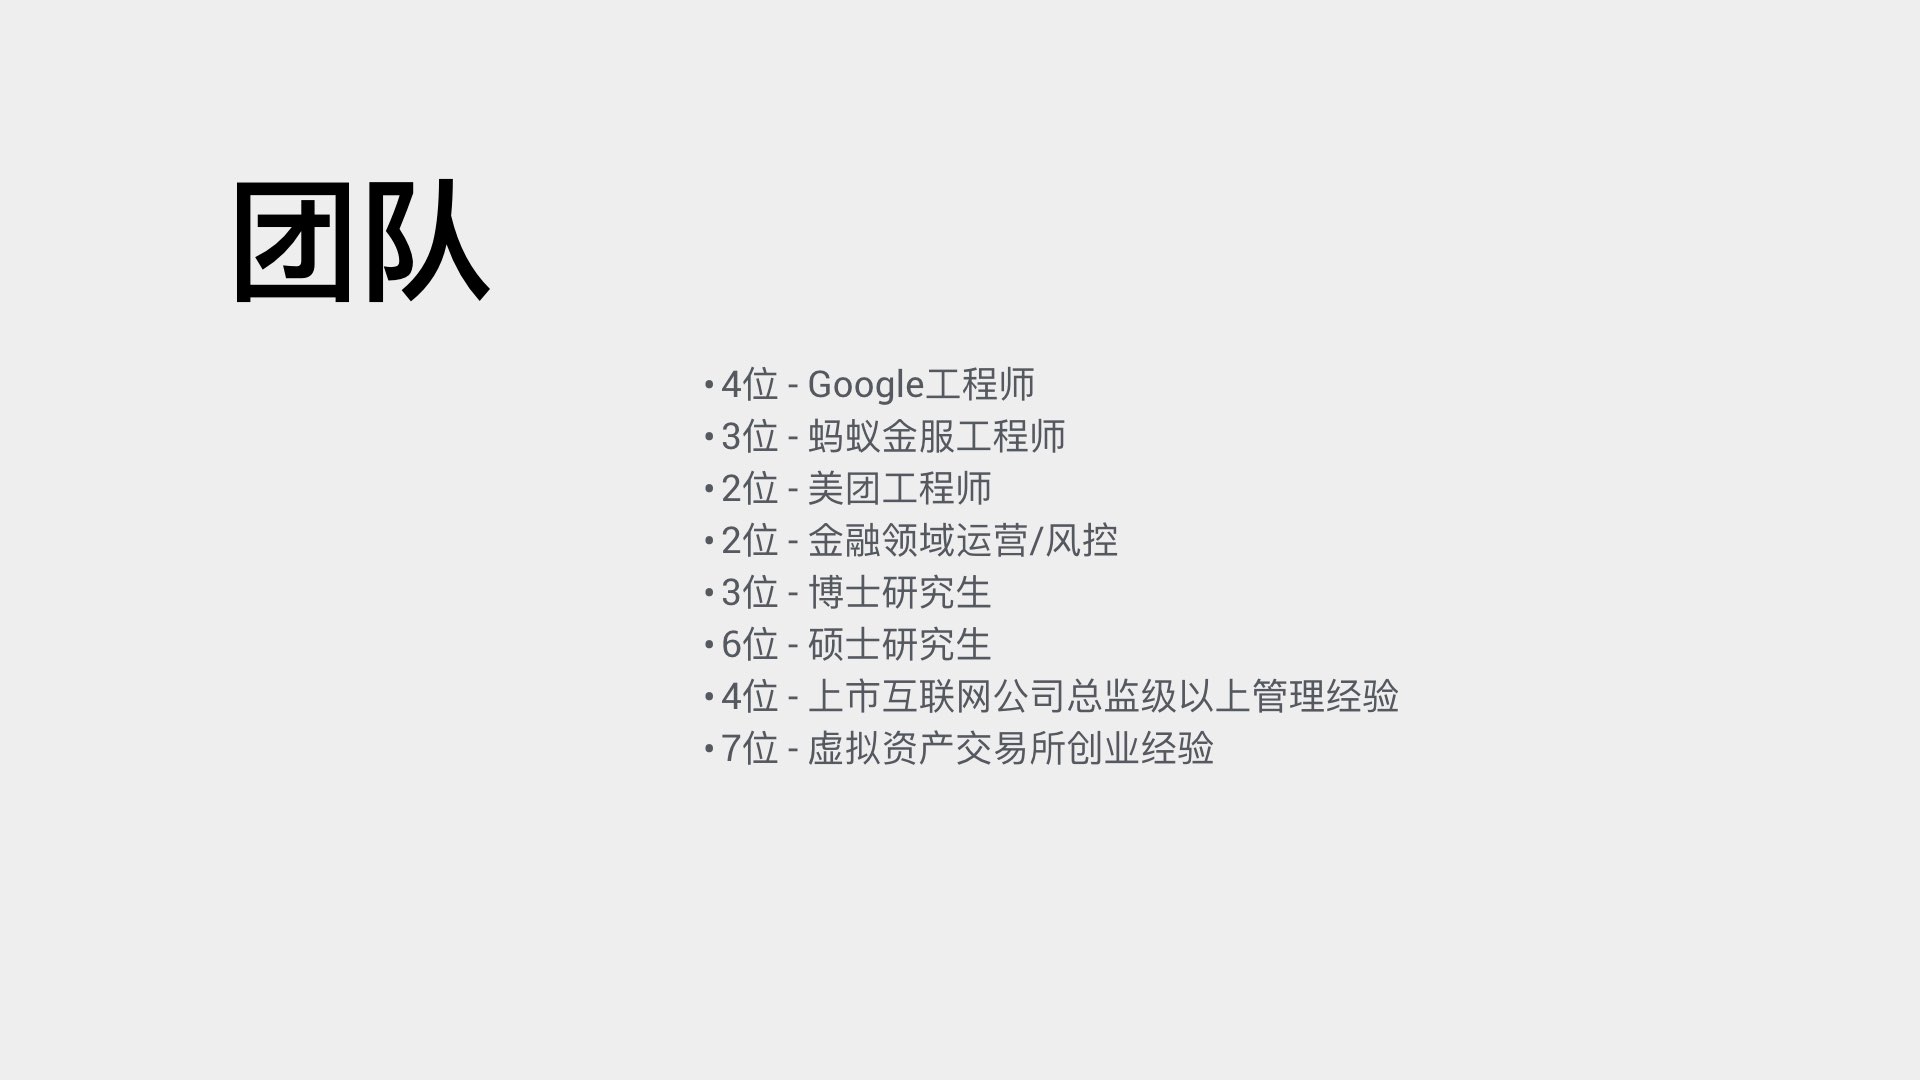 团队
• 4位 - Google工程师
• 3位 - 蚂蚁金服工程师
• 2位 - 美团工程师
• 2位 - 金融领域运营/风控
• 3位 - 博士研究生
• 6位 - 硕士研究生
• 4位 - 上市互联网公司总监级以上管理经验
• 7位 - 虚拟资产交易所创业经验